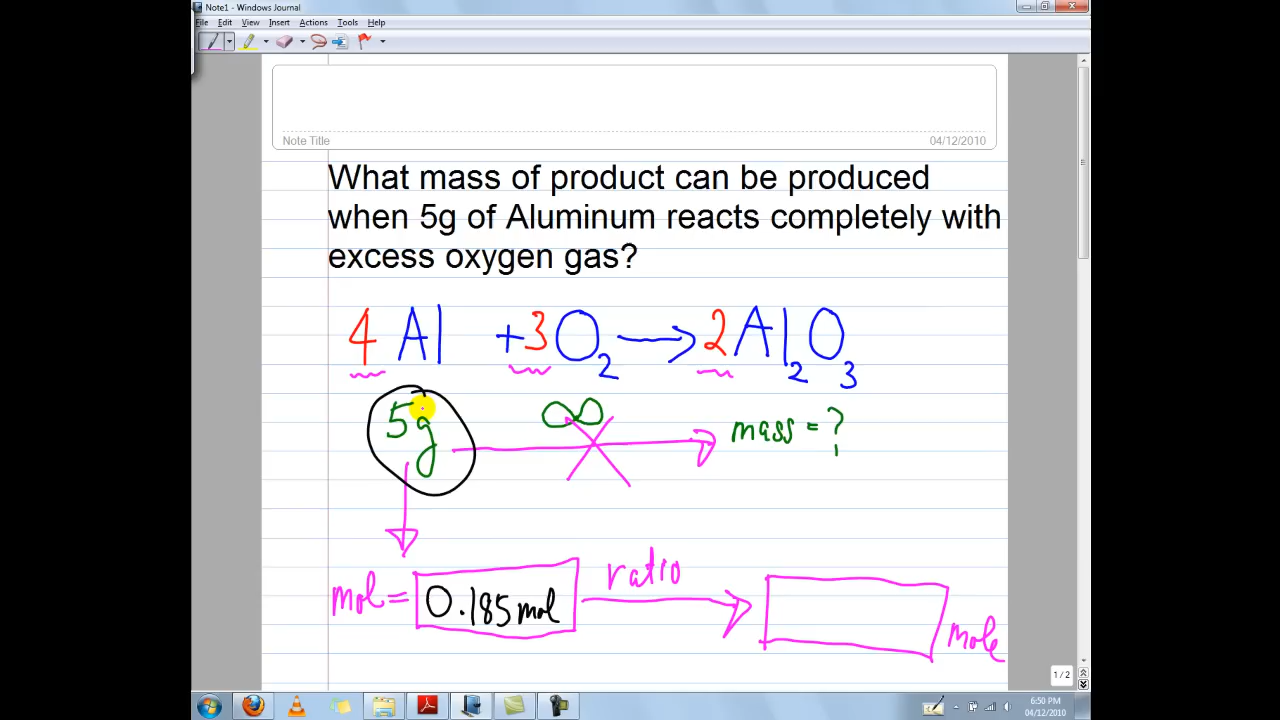 Note1 - Windows Journal
File Edit View Insert Actions Tools Help
Note Title
04/12/2010
What mass of product can be produced
when 5g of Aluminum reacts completely with
excess oxygen gas?
4 Al + 3 O2 → 2 Al2O3
5g ∞ mass = ?
mol = 0.185 mol ratio
mole
1 / 2
6:50 PM
04/12/2010